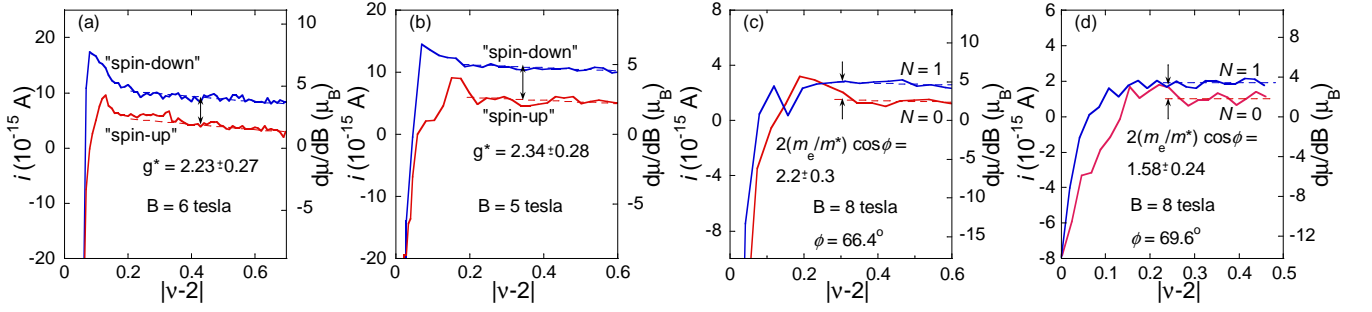 (a)
20
10
0
-10
-20
i (10⁻¹⁵ A)
"spin-down"
"spin-up"
g* = 2.23±0.27
B = 6 tesla
10
5
0
-5
dμ/dB (μ_B)
0 0.2 0.4 0.6
|ν-2|
(b)
20
10
0
-10
-20
i (10⁻¹⁵ A)
"spin-down"
"spin-up"
g* = 2.34±0.28
B = 5 tesla
5
0
-5
dμ/dB (μ_B)
0 0.2 0.4 0.6
|ν-2|
(c)
8
4
0
-4
-8
i (10⁻¹⁵ A)
N = 1
N = 0
2(m_e/m*) cosϕ =
2.2±0.3
B = 8 tesla
ϕ = 66.4°
10
5
0
-5
-10
-15
dμ/dB (μ_B)
0 0.2 0.4 0.6
|ν-2|
(d)
6
4
2
0
-2
-4
-6
-8
i (10⁻¹⁵ A)
N = 1
N = 0
2(m_e/m*) cosϕ =
1.58±0.24
B = 8 tesla
ϕ = 69.6°
8
4
0
-4
-8
-12
dμ/dB (μ_B)
0 0.1 0.2 0.3 0.4 0.5
|ν-2|